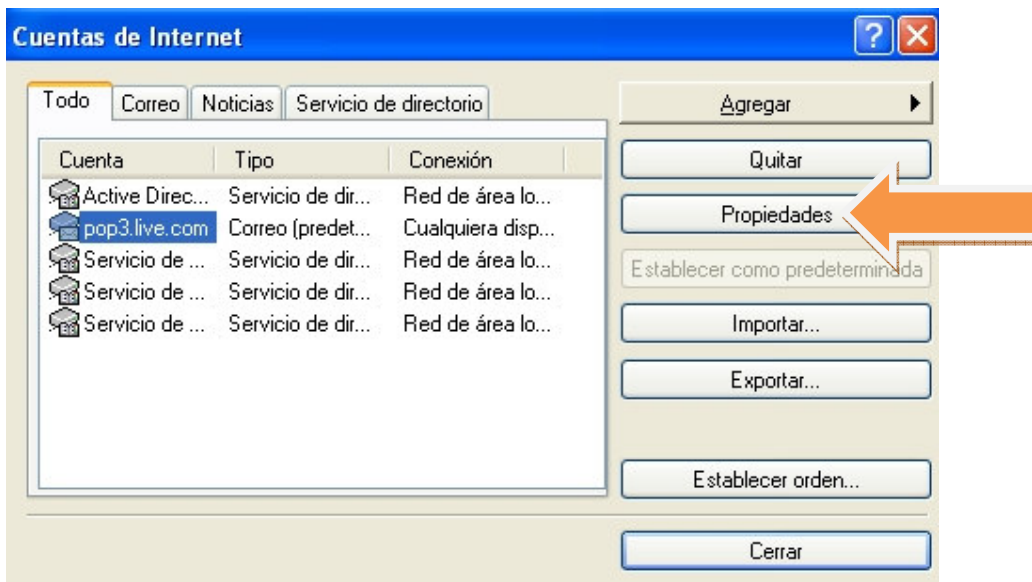 Cuentas de Internet
Todo Correo Noticias Servicio de directorio
Agregar
Cuenta Tipo Conexión
Quitar
Active Direc... Servicio de dir... Red de área lo...
pop3.live.com Correo (predet... Cualquiera disp...
Propiedades
Servicio de ... Servicio de dir... Red de área lo...
Establecer como predeterminada
Servicio de ... Servicio de dir... Red de área lo...
Servicio de ... Servicio de dir... Red de área lo...
Importar...
Exportar...
Establecer orden...
Cerrar